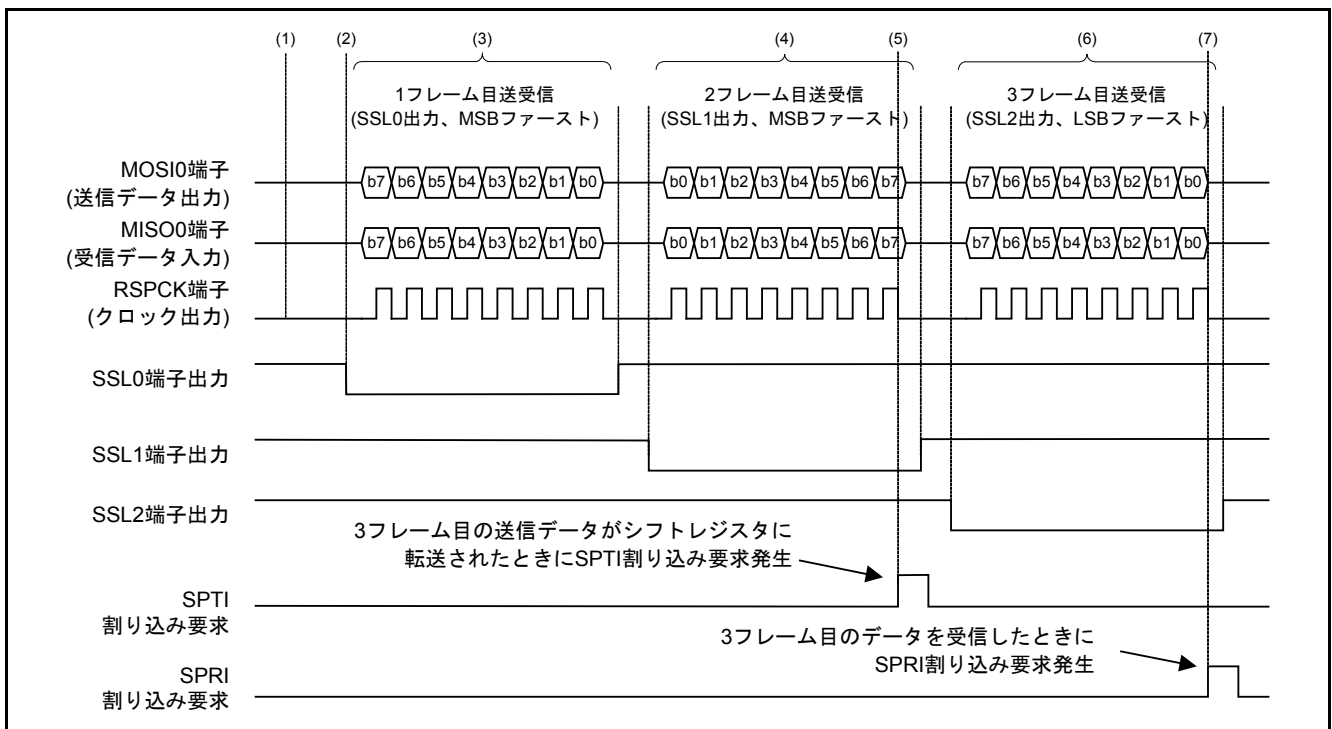 (1) (2) (3) (4) (5) (6) (7)
1フレーム目送受信
(SSL0出力、MSBファースト)
2フレーム目送受信
(SSL1出力、MSBファースト)
3フレーム目送受信
(SSL2出力、LSBファースト)
MOSI0端子
(送信データ出力)
b7 b6 b5 b4 b3 b2 b1 b0
b0 b1 b2 b3 b4 b5 b6 b7
b7 b6 b5 b4 b3 b2 b1 b0
MISO0端子
(受信データ入力)
b7 b6 b5 b4 b3 b2 b1 b0
b0 b1 b2 b3 b4 b5 b6 b7
b7 b6 b5 b4 b3 b2 b1 b0
RSPCK端子
(クロック出力)
SSL0端子出力
SSL1端子出力
SSL2端子出力
3フレーム目の送信データがシフトレジスタに
転送されたときにSPTI割り込み要求発生
SPTI
割り込み要求
3フレーム目のデータを受信したときに
SPRI割り込み要求発生
SPRI
割り込み要求